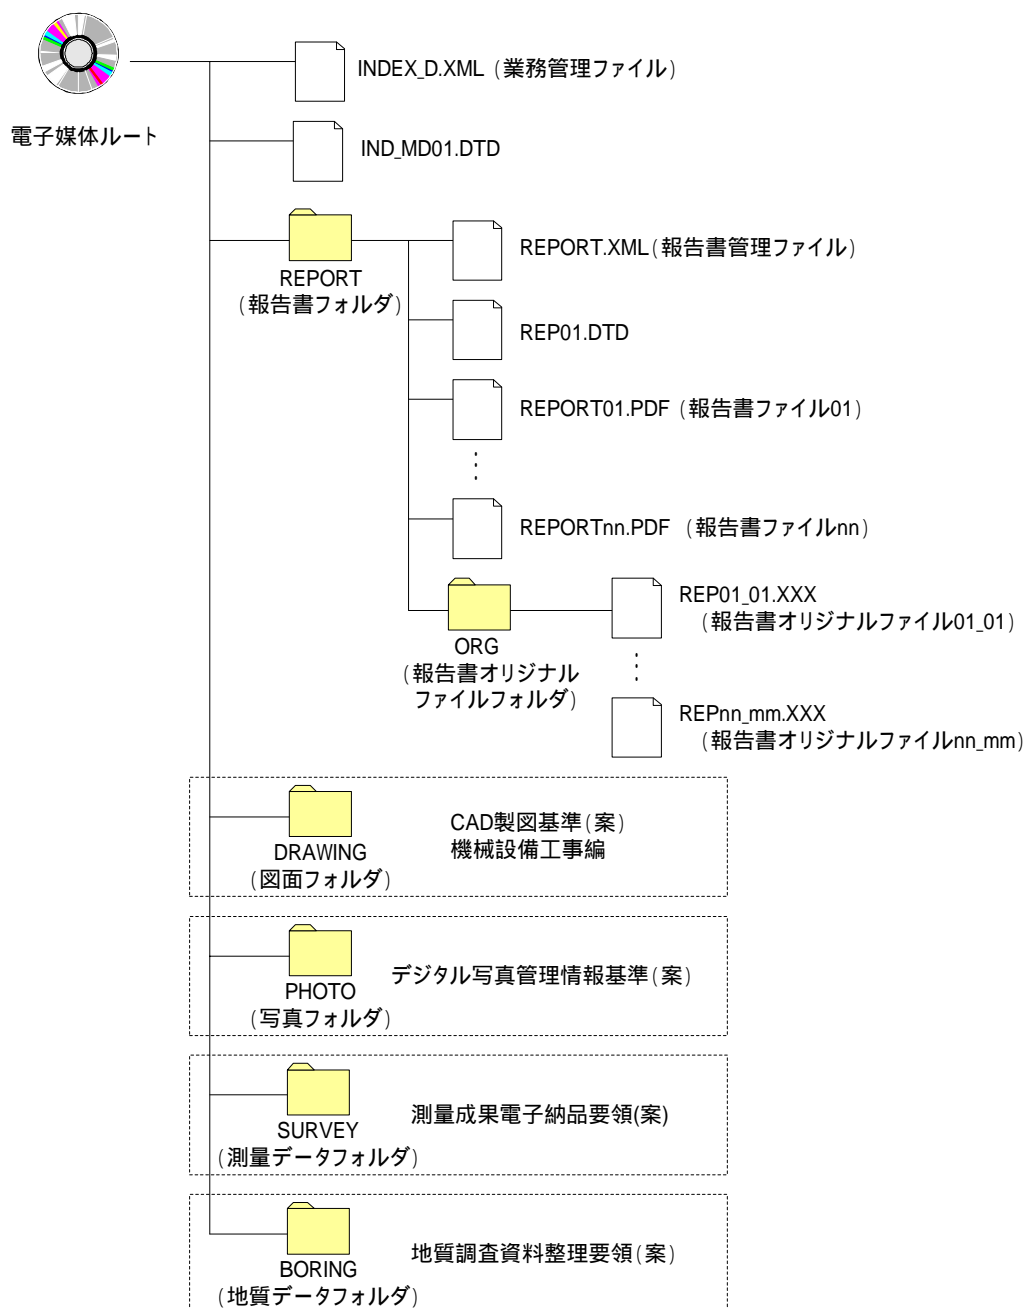 INDEX_D.XML（業務管理ファイル）
電子媒体ルート
IND_MD01.DTD
REPORT.XML（報告書管理ファイル）
REPORT
（報告書フォルダ）
REP01.DTD
REPORT01.PDF（報告書ファイル01）
REPORTnn.PDF （報告書ファイルnn）
REP01_01.XXX
（報告書オリジナルファイル01_01）
ORG
（報告書オリジナル
ファイルフォルダ）
REPnn_mm.XXX
（報告書オリジナルファイルnn_mm）
CAD製図基準（案）
機械設備工事編
DRAWING
（図面フォルダ）
デジタル写真管理情報基準（案）
PHOTO
（写真フォルダ）
測量成果電子納品要領(案)
SURVEY
（測量データフォルダ）
地質調査資料整理要領（案）
BORING
（地質データフォルダ）